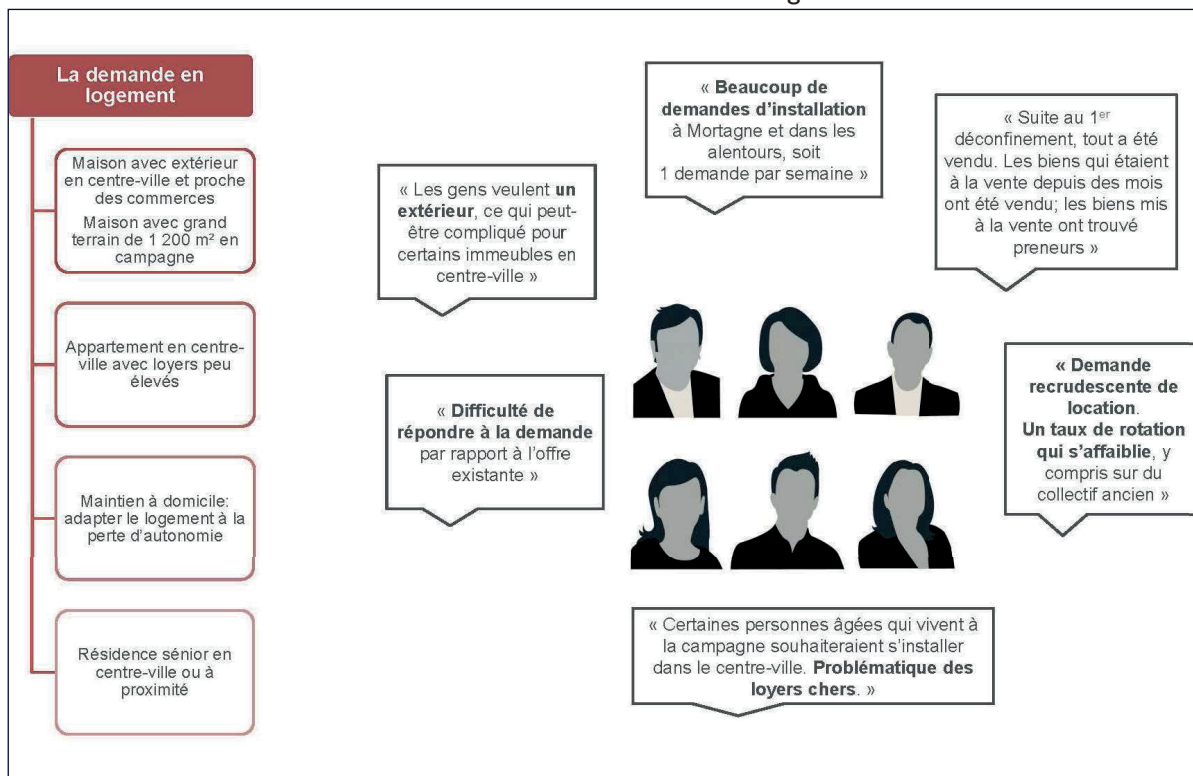 La demande en
logement
Maison avec extérieur
en centre-ville et proche
des commerces
Maison avec grand
terrain de 1 200 m² en
campagne
Appartement en centre-
ville avec loyers peu
élevés
Maintien à domicile:
adapter le logement à la
perte d'autonomie
Résidence sénior en
centre-ville ou à
proximité
« Les gens veulent un
extérieur, ce qui peut-
être compliqué pour
certains immeubles en
centre-ville »
« Beaucoup de
demandes d'installation
à Mortagne et dans les
alentours, soit
1 demande par semaine »
« Suite au 1er
déconfinement, tout a été
vendu. Les biens qui étaient
à la vente depuis des mois
ont été vendu; les biens mis
à la vente ont trouvé
preneurs »
« Difficulté de
répondre à la demande
par rapport à l'offre
existante »
« Demande
recrudescente de
location.
Un taux de rotation
qui s'affaiblie, y
compris sur du
collectif ancien »
« Certaines personnes âgées qui vivent à
la campagne souhaiteraient s'installer
dans le centre-ville. Problématique des
loyers chers. »